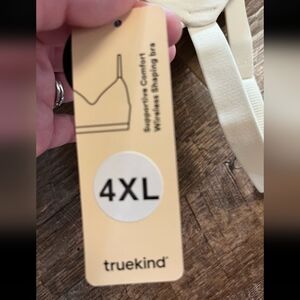 Supportive Comfort
Wireless Shaping bra
4XL
truekind